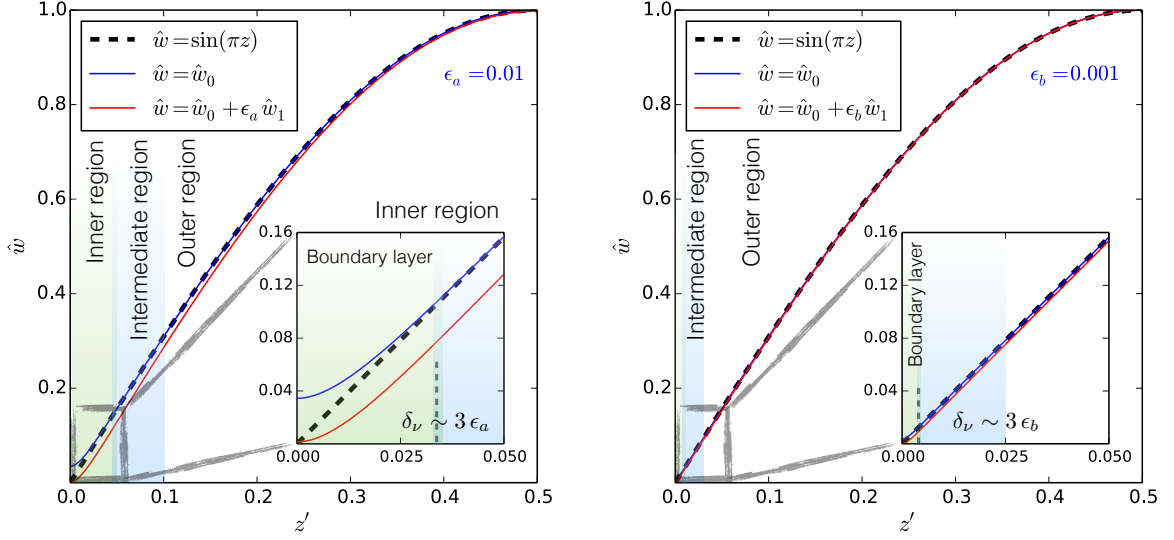 ŵ = sin(πz)
ŵ = ŵ₀
ŵ = ŵ₀ + ϵₐ ŵ₁
ϵₐ = 0.01
Inner region
Intermediate region
Outer region
Inner region
Boundary layer
δ_ν ∼ 3 ϵₐ
0.16
0.12
0.08
0.04
0.000
0.025
0.050
1.0
0.8
0.6
0.4
0.2
0.0
0.1
0.2
0.3
0.4
0.5
ŵ
z′
ŵ = sin(πz)
ŵ = ŵ₀
ŵ = ŵ₀ + ϵ_b ŵ₁
ϵ_b = 0.001
Intermediate region
Outer region
Boundary layer
δ_ν ∼ 3 ϵ_b
0.16
0.12
0.08
0.04
0.000
0.025
0.050
1.0
0.8
0.6
0.4
0.2
0.0
0.1
0.2
0.3
0.4
0.5
ŵ
z′